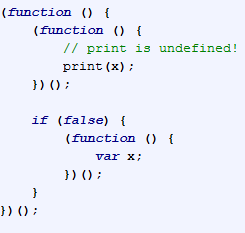 (function () {
    (function () {
        // print is undefined!
        print(x);
    })();

    if (false) {
        (function () {
            var x;
        })();
    }
})();